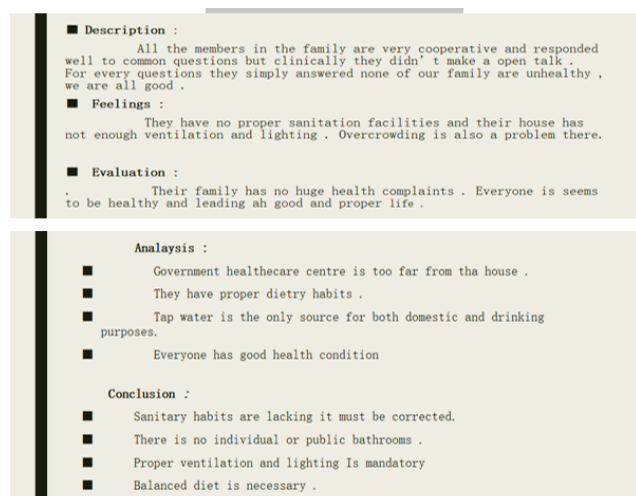 ■ Description :
All the members in the family are very cooperative and responded
well to common questions but clinically they didn' t make a open talk .
For every questions they simply answered none of our family are unhealthy ,
we are all good .
■ Feelings :
They have no proper sanitation facilities and their house has
not enough ventilation and lighting . Overcrowding is also a problem there.
■ Evaluation :
. Their family has no huge health complaints . Everyone is seems
to be healthy and leading ah good and proper life .
Analaysis :
■ Government healthecare centre is too far from tha house .
■ They have proper dietry habits .
■ Tap water is the only source for both domestic and drinking
purposes.
■ Everyone has good health condition
Conclusion :
■ Sanitary habits are lacking it must be corrected.
■ There is no individual or public bathrooms .
■ Proper ventilation and lighting Is mandatory
■ Balanced diet is necessary .